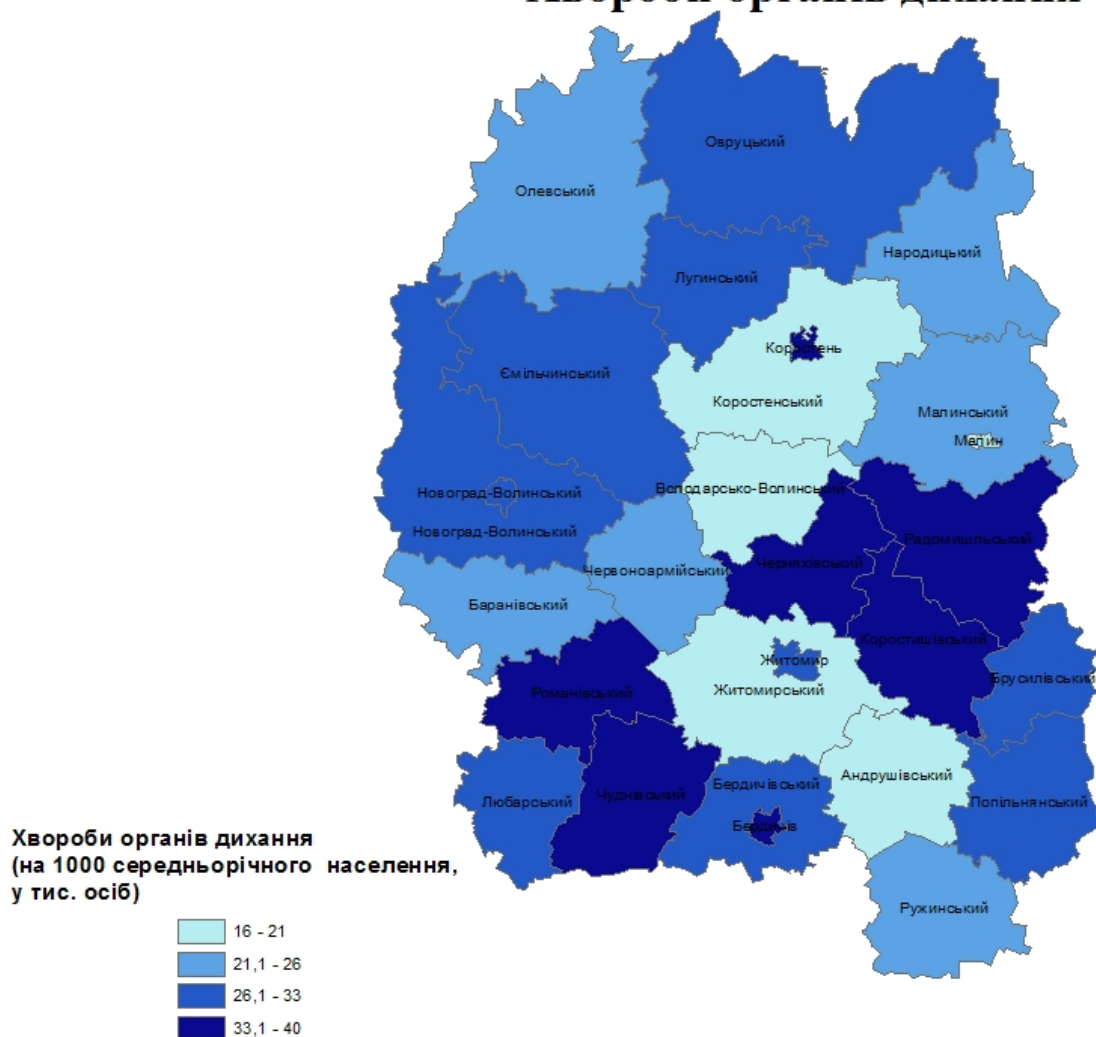 Хвороби органів дихання
Овруцький
Олевський
Народицький
Лугинський
Коростень
Ємільчинський
Коростенський
Малинський
Малин
Володарсько-Волинський
Новоград-Волинський
Новоград-Волинський
Радомишльський
Черняхівський
Червоноармійський
Баранівський
Коростишівський
Житомир
Брусилівський
Романівський
Житомирський
Андрушівський
Бердичівський
Чуднівський
Любарський
Попільнянський
Бердичів
Ружинський
Хвороби органів дихання
(на 1000 середньорічного населення,
у тис. осіб)
16 - 21
21,1 - 26
26,1 - 33
33,1 - 40